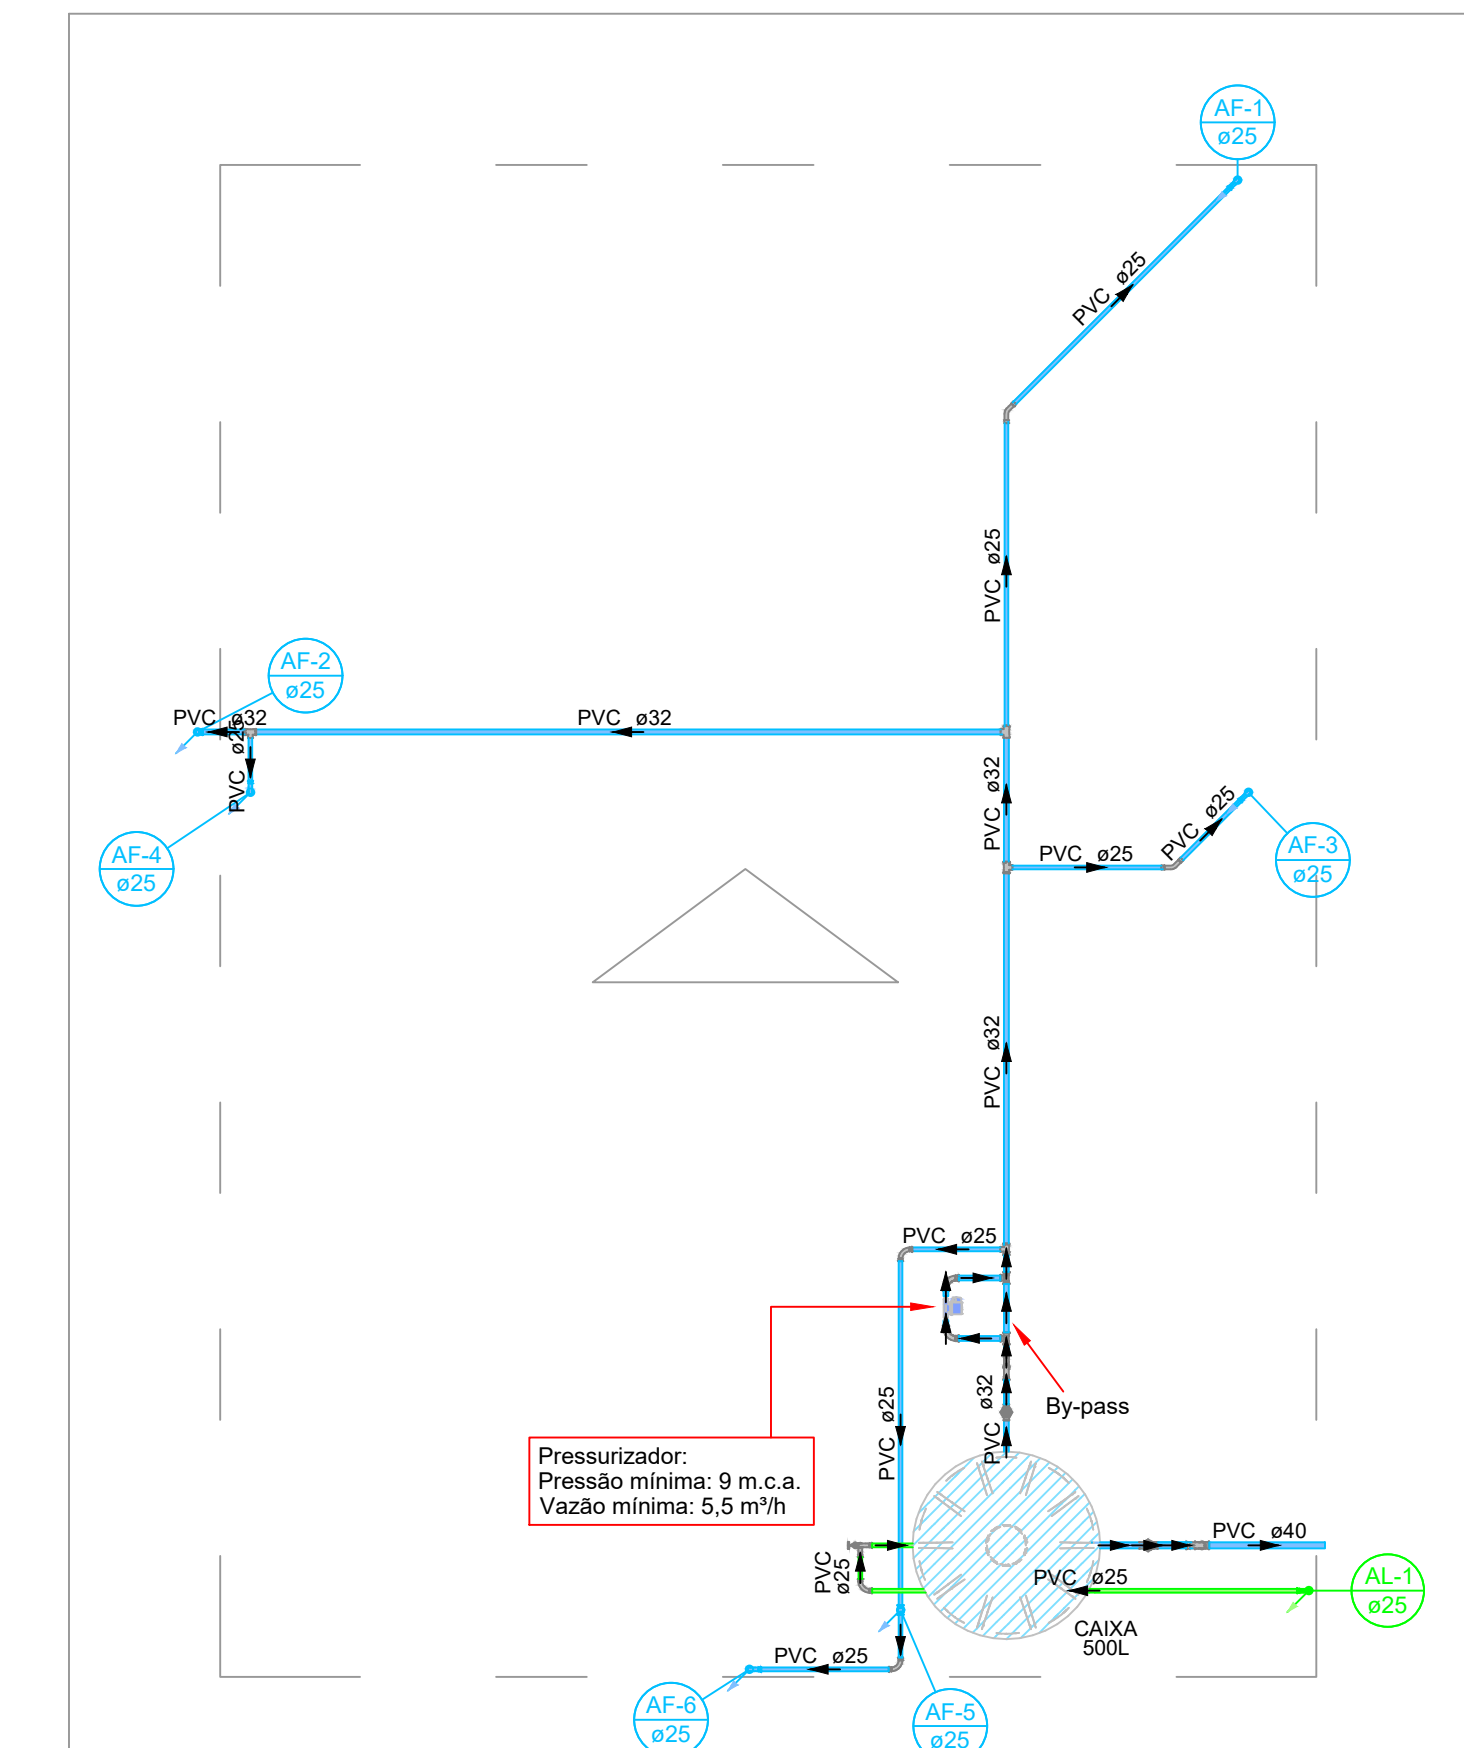 AF-1
ø25
PVC ø25
PVC ø25
AF-2
ø25
PVC ø32
PVC ø32
PVC ø25
PVC ø32
AF-4
ø25
PVC ø25
PVC ø25
AF-3
ø25
PVC ø32
PVC ø25
PVC ø25
PVC ø32
By-pass
Pressurizador:
Pressão mínima: 9 m.c.a.
Vazão mínima: 5,5 m³/h
PVC ø40
PVC
ø25
PVC ø25
AL-1
ø25
CAIXA
500L
PVC ø25
AF-6
ø25
AF-5
ø25